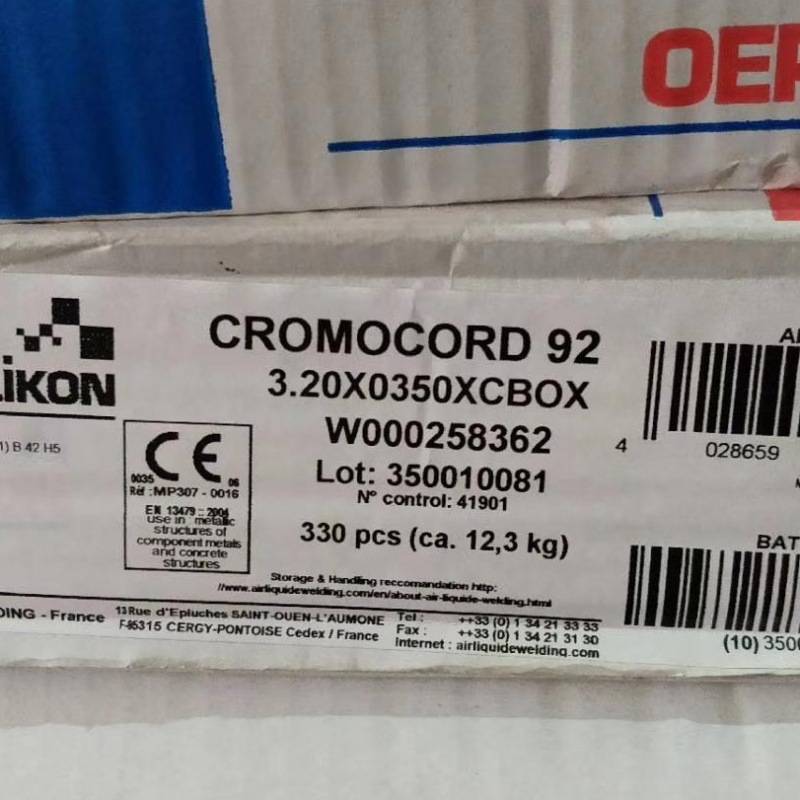 OER
LIKON
CROMOCORD 92
3.20X0350XCBOX
W000258362
Lot: 350010081
Nº control: 41901
330 pcs (ca. 12,3 kg)
1) B 42 H5
CE
0035
06
Réf :MP307 - 0016
EN 13479 :: 2004
use in : metallic
structures of
component metals
and concrete
structures
4 028659
BAT
(10) 3500
Storage & Handling reccomandation http:
//www.airliquidewelding.com/en/about-air-liquide-welding.html
DING - France
13 Rue d'Epluches SAINT-OUEN-L'AUMONE
F-95315 CERGY-PONTOISE Cedex / France
Tel : ++33 (0) 1 34 21 33 33
Fax : ++33 (0) 1 34 21 31 30
Internet : airliquidewelding.com